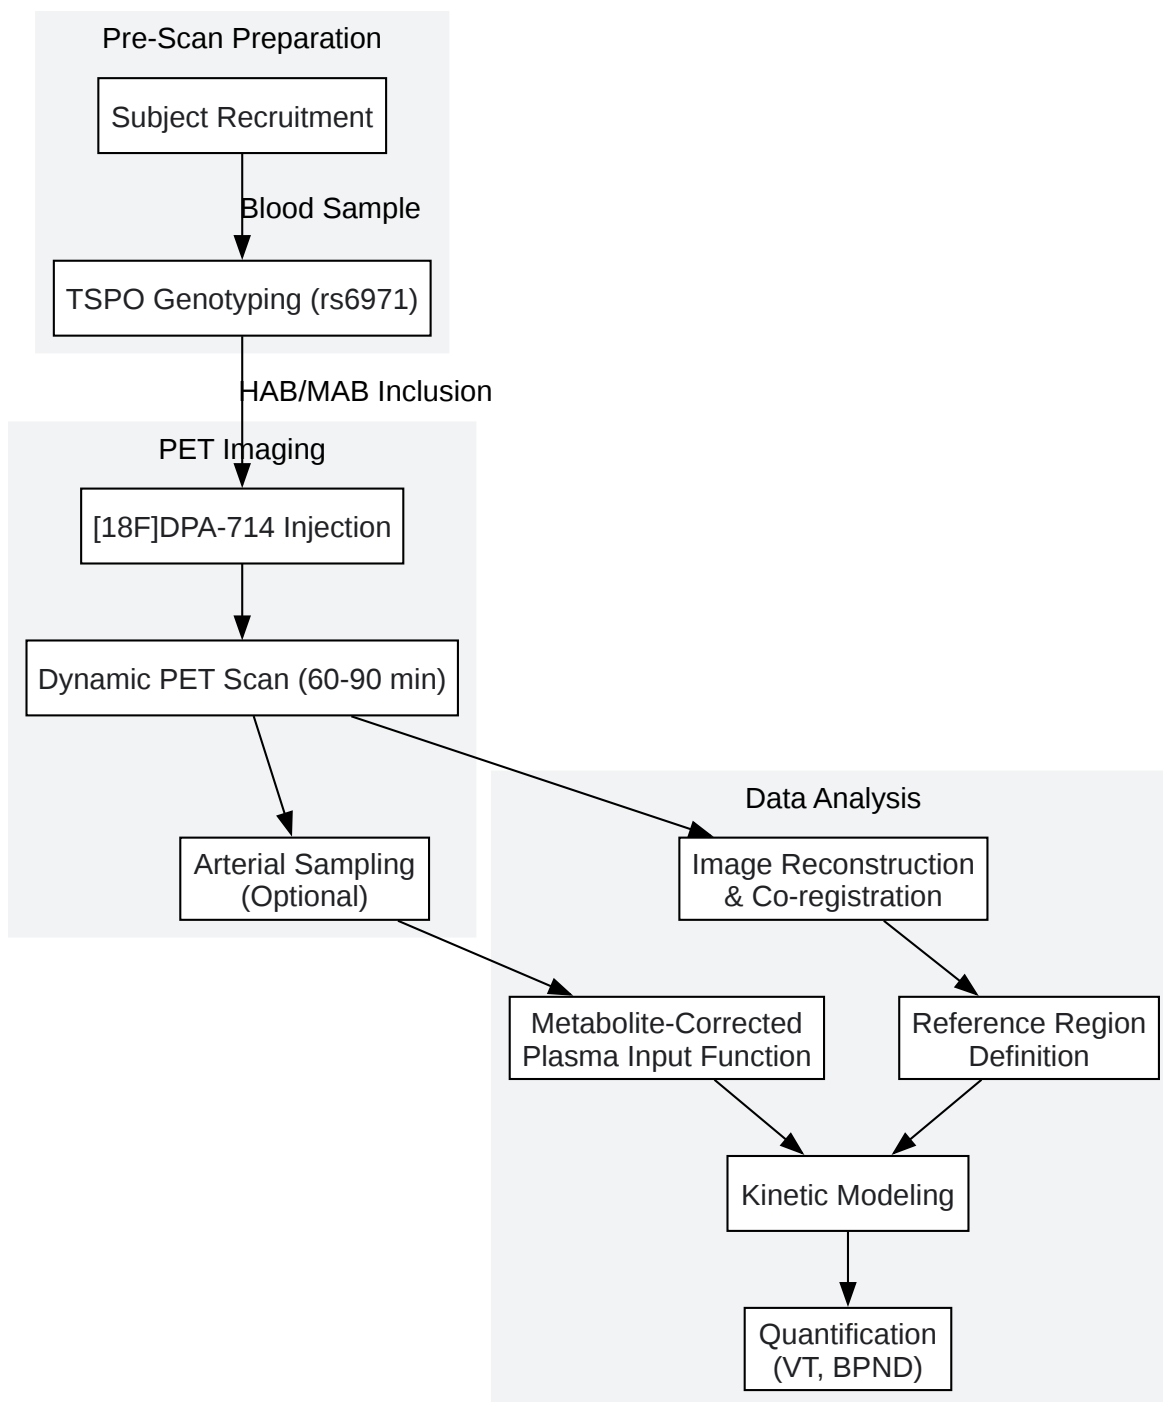 Pre-Scan Preparation
Subject Recruitment
Blood Sample
TSPO Genotyping (rs6971)
HAB/MAB Inclusion
PET Imaging
[18F]DPA-714 Injection
Dynamic PET Scan (60-90 min)
Arterial Sampling
(Optional)
Data Analysis
Image Reconstruction
& Co-registration
Metabolite-Corrected
Plasma Input Function
Reference Region
Definition
Kinetic Modeling
Quantification
(VT, BPND)